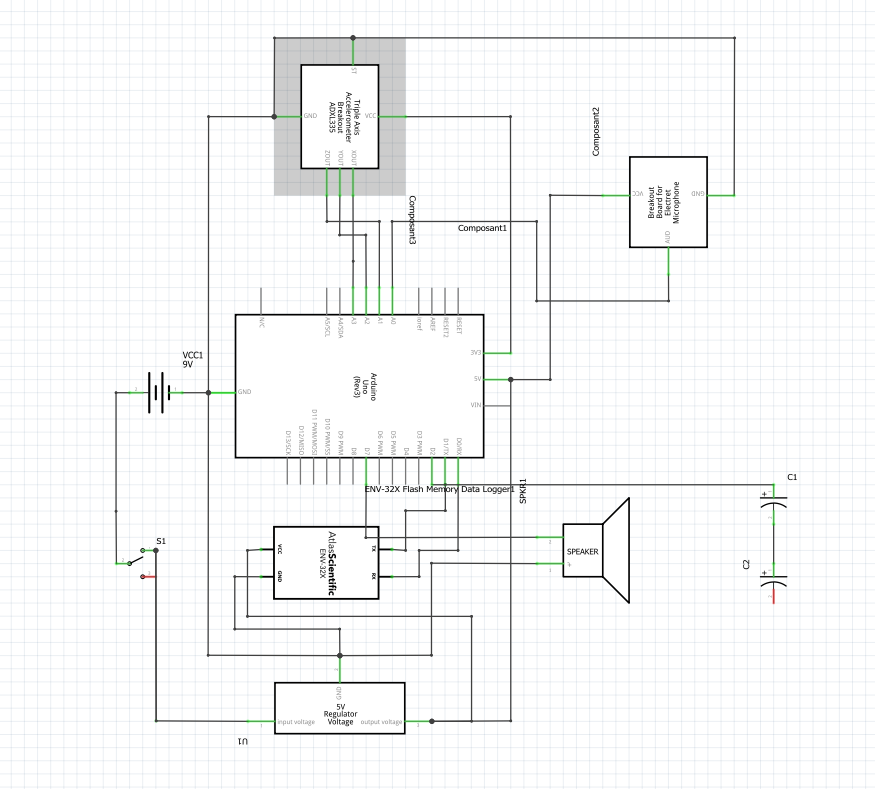 ST
Triple Axis
Accelerometer
Breakout
ADXL335
GND
VCC
ZOUT
YOUT
XOUT
Composant3
Composant1
Composant2
VCC
GND
AUD
Breakout
Board for
Electret
Microphone
N/C
A5/SCL
A4/SDA
A3
A2
A1
A0
ioref
AREF
RESET2
RESET
3V3
5V
VIN
GND
Arduino
Uno
(Rev3)
VCC1
9V
D13/SCK
D12/MISO
D11 PWM/MOSI
D10 PWM/SS
D9 PWM
D8
D7
D6 PWM
D5 PWM
D4
D3 PWM
D2
D1/TX
D0/RX
ENV-32X Flash Memory Data Logger1
SPKR1
C1
+
C2
+
S1
VCC
GND
TX
RX
AtlasScientific
ENV-32X
SPEAKER
+
GND
5V
Regulator
Voltage
input voltage
output voltage
U1